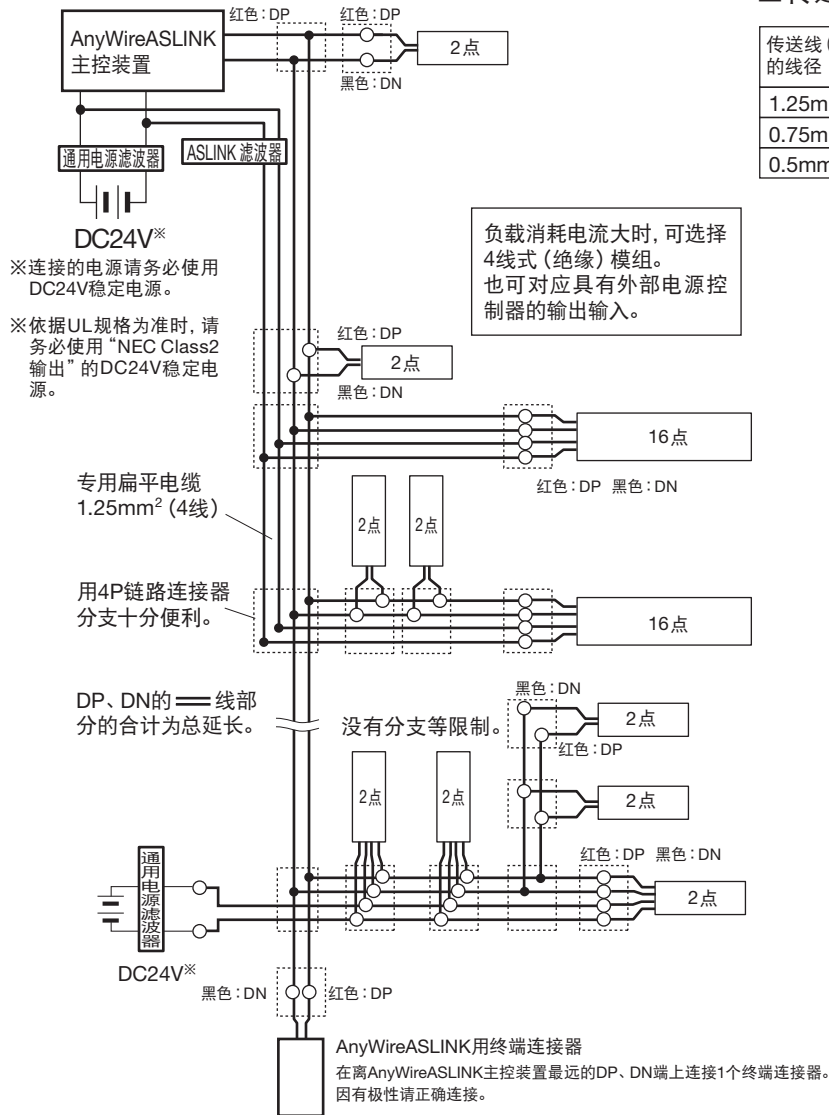 红色：DP
红色：DP
AnyWireASLINK
主控装置
2点
黑色：DN
传送线（
的线径
1.25m
0.75m
0.5mm
通用电源滤波器
ASLINK 滤波器
DC24V※
※连接的电源请务必使用
DC24V稳定电源。
※依据UL规格为准时，请
务必使用“NEC Class2
输出”的DC24V稳定电
源。
负载消耗电流大时，可选择
4线式（绝缘）模组。
也可对应具有外部电源控
制器的输出输入。
红色：DP
2点
黑色：DN
16点
红色：DP 黑色：DN
专用扁平电缆
1.25mm²（4线）
2点
2点
用4P链路连接器
分支十分便利。
16点
DP、DN的 线部
分的合计为总延长。
没有分支等限制。
黑色：DN
2点
红色：DP
2点
2点
2点
通用电源滤波器
红色：DP 黑色：DN
2点
DC24V※
黑色：DN
红色：DP
AnyWireASLINK用终端连接器
在离AnyWireASLINK主控装置最远的DP、DN端上连接1个终端连接器。
因有极性请正确连接。